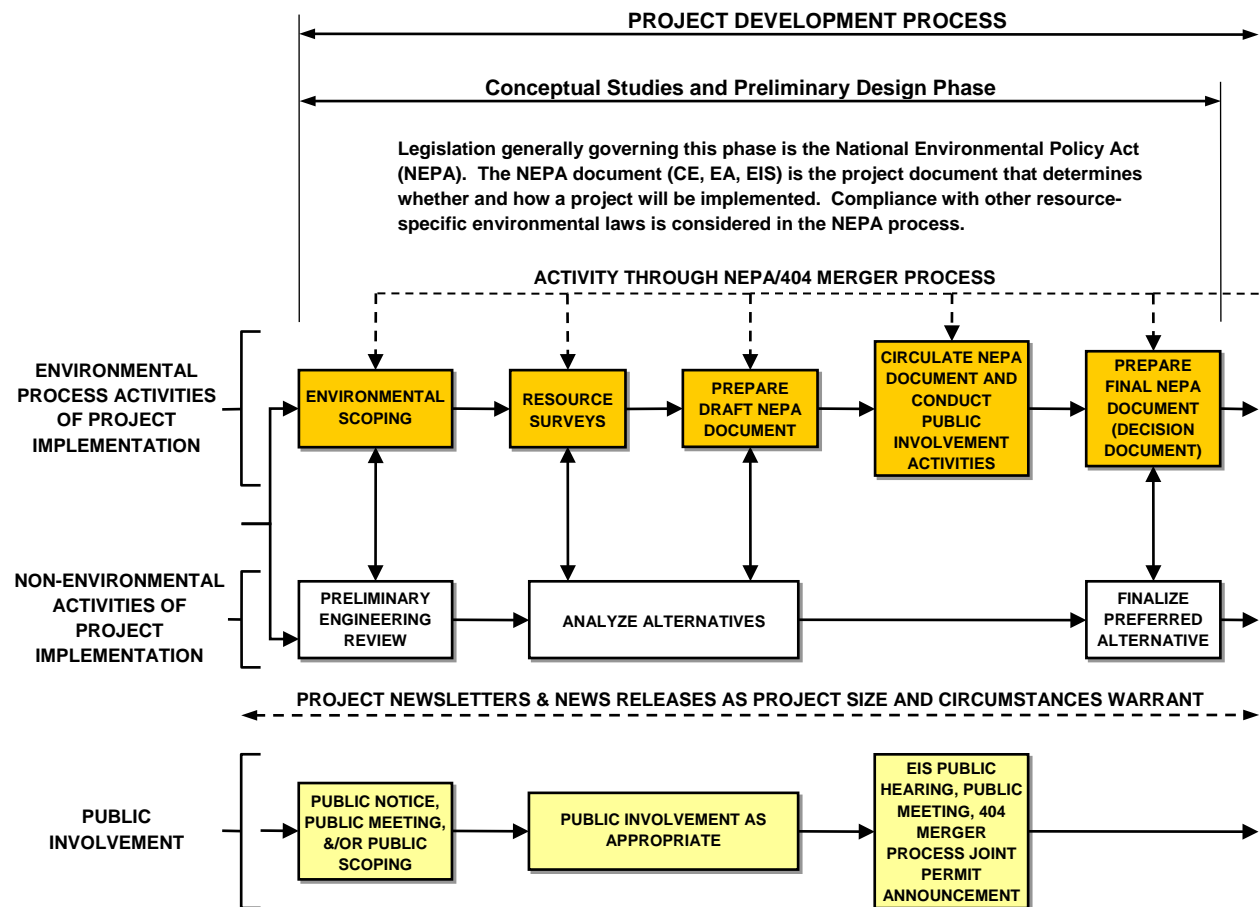 PROJECT DEVELOPMENT PROCESS
Conceptual Studies and Preliminary Design Phase
Legislation generally governing this phase is the National Environmental Policy Act
(NEPA).  The NEPA document (CE, EA, EIS) is the project document that determines
whether and how a project will be implemented.  Compliance with other resource-
specific environmental laws is considered in the NEPA process.
ACTIVITY THROUGH NEPA/404 MERGER PROCESS
ENVIRONMENTAL
PROCESS ACTIVITIES
OF PROJECT
IMPLEMENTATION
ENVIRONMENTAL
SCOPING
RESOURCE
SURVEYS
PREPARE
DRAFT NEPA
DOCUMENT
CIRCULATE NEPA
DOCUMENT AND
CONDUCT
PUBLIC
INVOLVEMENT
ACTIVITIES
PREPARE
FINAL NEPA
DOCUMENT
(DECISION
DOCUMENT)
NON-ENVIRONMENTAL
ACTIVITIES OF
PROJECT
IMPLEMENTATION
PRELIMINARY
ENGINEERING
REVIEW
ANALYZE ALTERNATIVES
FINALIZE
PREFERRED
ALTERNATIVE
PROJECT NEWSLETTERS & NEWS RELEASES AS PROJECT SIZE AND CIRCUMSTANCES WARRANT
PUBLIC
INVOLVEMENT
PUBLIC NOTICE,
PUBLIC MEETING,
&/OR PUBLIC
SCOPING
PUBLIC INVOLVEMENT AS
APPROPRIATE
EIS PUBLIC
HEARING, PUBLIC
MEETING, 404
MERGER
PROCESS JOINT
PERMIT
ANNOUNCEMENT